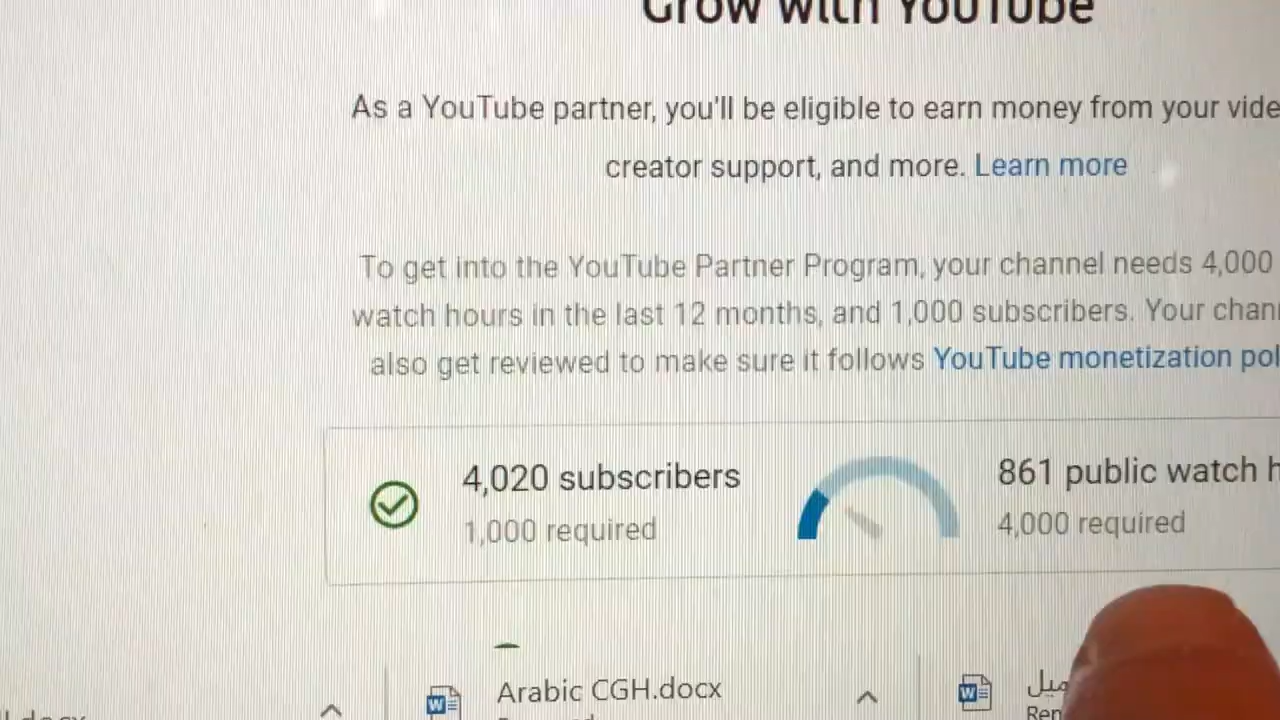 Grow with YouTube
As a YouTube partner, you'll be eligible to earn money from your
creator support, and more. Learn more
To get into the YouTube Partner Program, your channel needs 4,000
watch hours in the last 12 months, and 1,000 subscribers. Your
also get reviewed to make sure it follows YouTube monetization
4,020 subscribers
861 public watch
1,000 required
4,000 required
Arabic CGH.docx